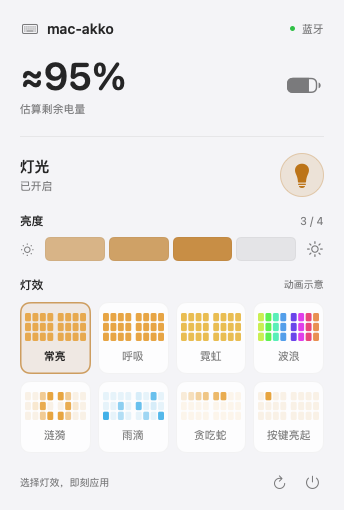 mac-akko
蓝牙
≈95%
估算剩余电量
灯光
已开启
亮度
3 / 4
灯效
动画示意
常亮
呼吸
霓虹
波浪
涟漪
雨滴
贪吃蛇
按键亮起
选择灯效，即刻应用